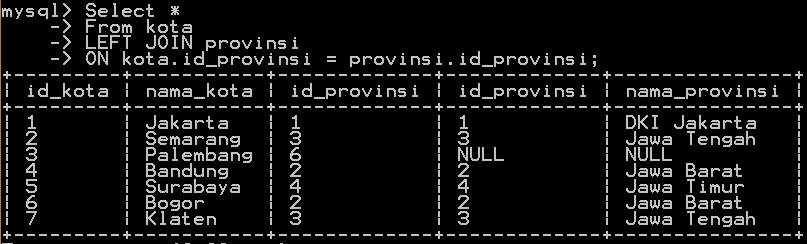 mysql> Select *
    -> From kota
    -> LEFT JOIN provinsi
    -> ON kota.id_provinsi = provinsi.id_provinsi;
+---------+-----------+-------------+-------------+---------------+
| id_kota | nama_kota | id_provinsi | id_provinsi | nama_provinsi |
+---------+-----------+-------------+-------------+---------------+
| 1       | Jakarta   | 1           | 1           | DKI Jakarta   |
| 2       | Semarang  | 3           | 3           | Jawa Tengah   |
| 3       | Palembang | 6           | NULL        | NULL          |
| 4       | Bandung   | 2           | 2           | Jawa Barat    |
| 5       | Surabaya  | 4           | 4           | Jawa Timur    |
| 6       | Bogor     | 2           | 2           | Jawa Barat    |
| 7       | Klaten    | 3           | 3           | Jawa Tengah   |
+---------+-----------+-------------+-------------+---------------+